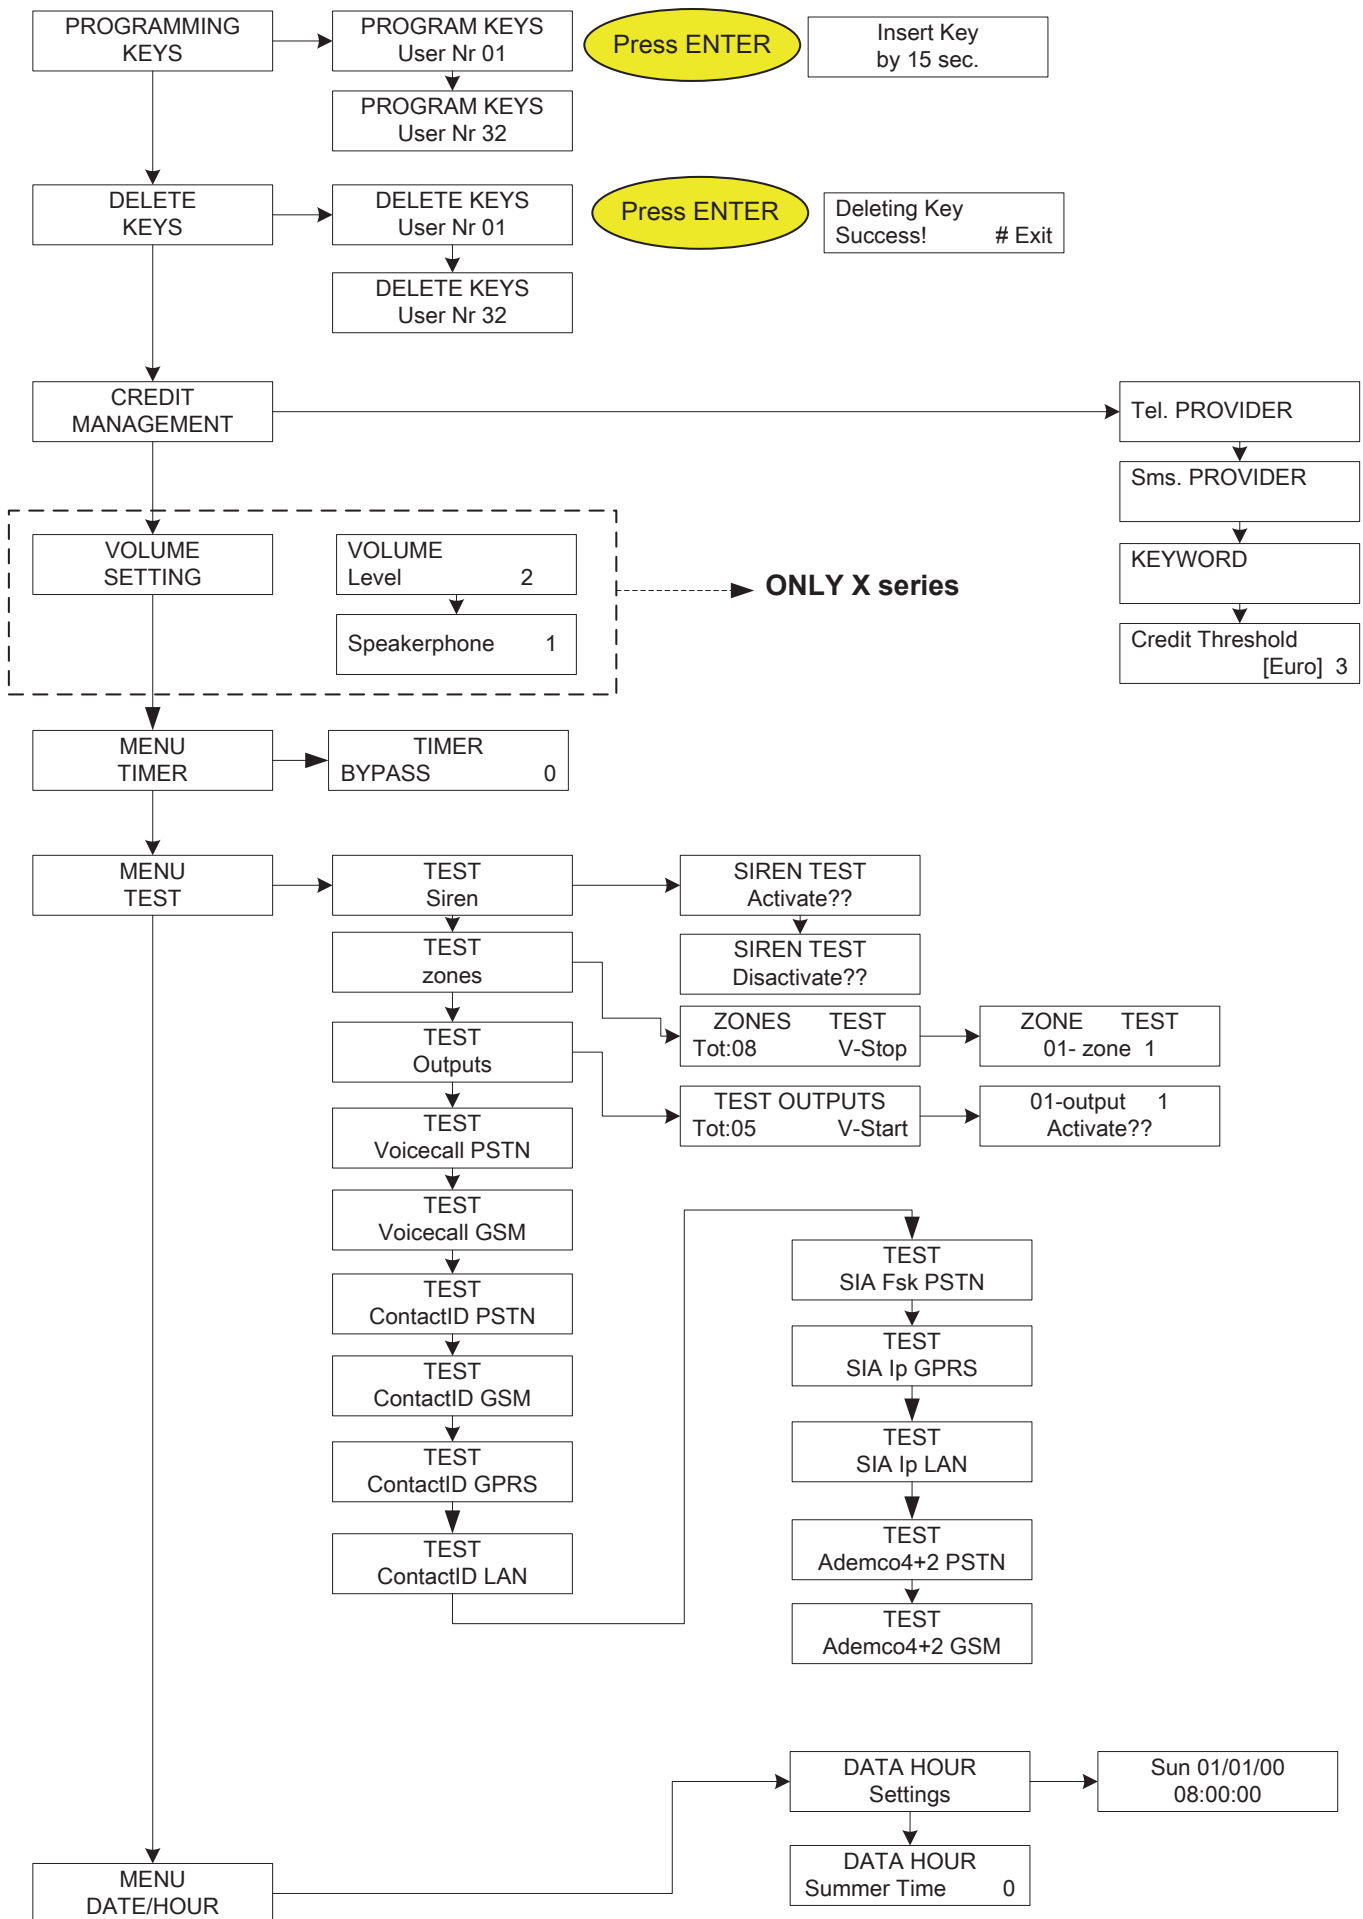 PROGRAMMING
KEYS
PROGRAM KEYS
User Nr 01
Press ENTER
Insert Key
by 15 sec.
PROGRAM KEYS
User Nr 32
DELETE
KEYS
DELETE KEYS
User Nr 01
Press ENTER
Deleting Key
Success! # Exit
DELETE KEYS
User Nr 32
CREDIT
MANAGEMENT
Tel. PROVIDER
Sms. PROVIDER
KEYWORD
Credit Threshold
[Euro] 3
VOLUME
SETTING
VOLUME
Level 2
Speakerphone 1
ONLY X series
MENU
TIMER
TIMER
BYPASS 0
MENU
TEST
TEST
Siren
SIREN TEST
Activate??
SIREN TEST
Disactivate??
TEST
zones
ZONES TEST
Tot:08 V-Stop
ZONE TEST
01- zone 1
TEST
Outputs
TEST OUTPUTS
Tot:05 V-Start
01-output 1
Activate??
TEST
Voicecall PSTN
TEST
Voicecall GSM
TEST
ContactID PSTN
TEST
ContactID GSM
TEST
ContactID GPRS
TEST
ContactID LAN
TEST
SIA Fsk PSTN
TEST
SIA Ip GPRS
TEST
SIA Ip LAN
TEST
Ademco4+2 PSTN
TEST
Ademco4+2 GSM
MENU
DATE/HOUR
DATA HOUR
Settings
Sun 01/01/00
08:00:00
DATA HOUR
Summer Time 0